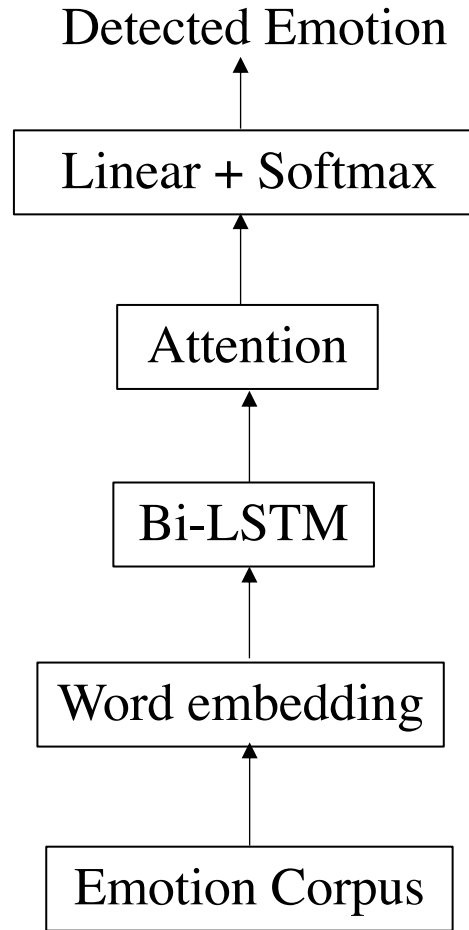 Detected Emotion
Linear + Softmax
Attention
Bi-LSTM
Word embedding
Emotion Corpus